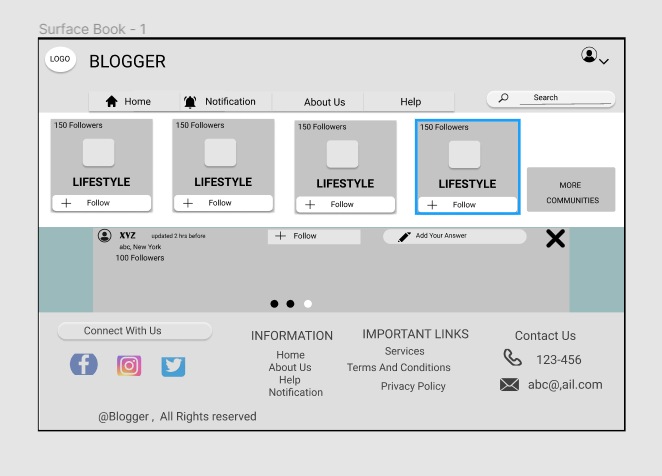 Surface Book - 1
LOGO
BLOGGER
Home
Notification
About Us
Help
Search
150 Followers
LIFESTYLE
Follow
150 Followers
LIFESTYLE
Follow
150 Followers
LIFESTYLE
Follow
150 Followers
LIFESTYLE
Follow
MORE
COMMUNITIES
XYZ updated 2 hrs before
abc, New York
100 Followers
Follow
Add Your Answer
Connect With Us
INFORMATION
Home
About Us
Help
Notification
IMPORTANT LINKS
Services
Terms And Conditions
Privacy Policy
Contact Us
123-456
abc@,ail.com
@Blogger , All Rights reserved